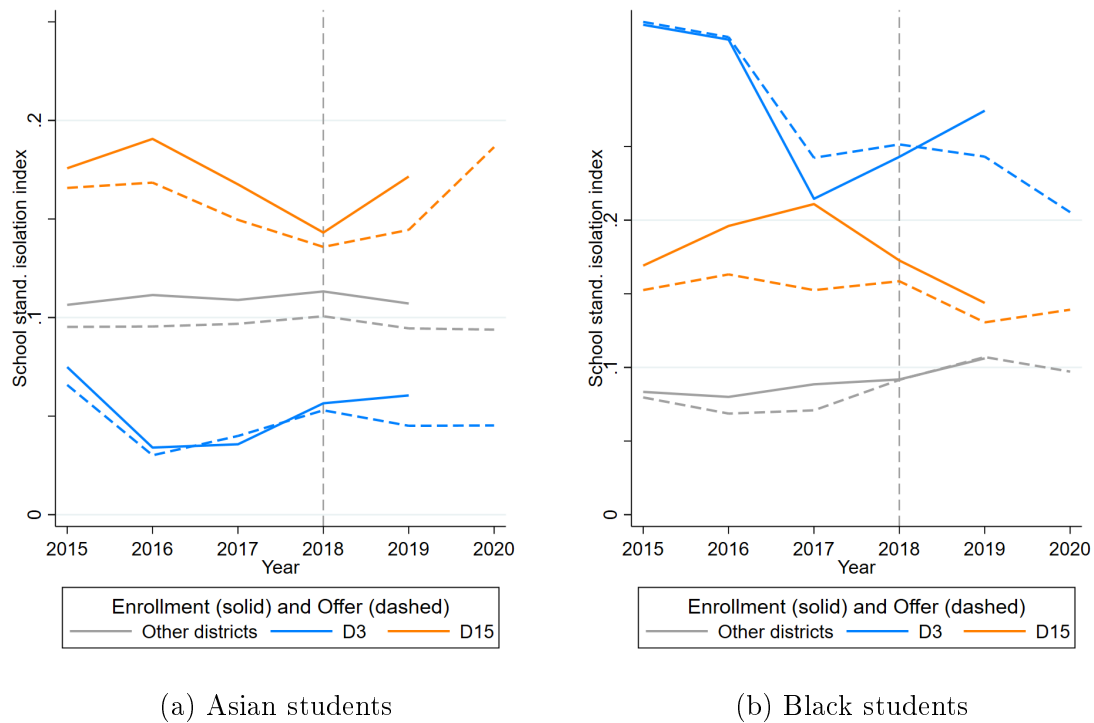 School stand. isolation index
.2
.1
0
2015 2016 2017 2018 2019 2020
Year
Enrollment (solid) and Offer (dashed)
Other districts D3 D15
(a) Asian students
School stand. isolation index
.2
.1
0
2015 2016 2017 2018 2019 2020
Year
Enrollment (solid) and Offer (dashed)
Other districts D3 D15
(b) Black students